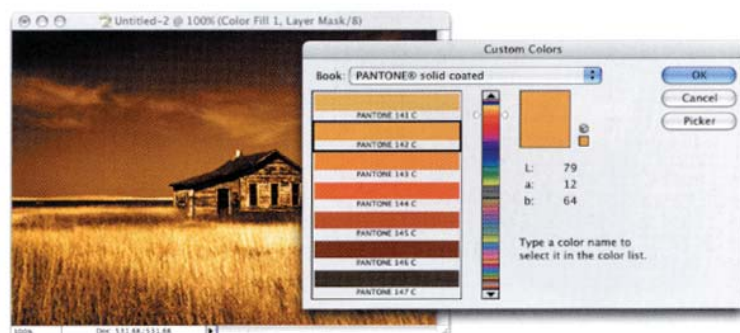 Untitled-2 @ 100% (Color Fill 1, Layer Mask/8)
Custom Colors
Book: PANTONE® solid coated
OK
Cancel
Picker
PANTONE 141 C
PANTONE 142 C
PANTONE 143 C
PANTONE 144 C
PANTONE 145 C
PANTONE 146 C
PANTONE 147 C
L: 79
a: 12
b: 64
Type a color name to
select it in the color list.
100%